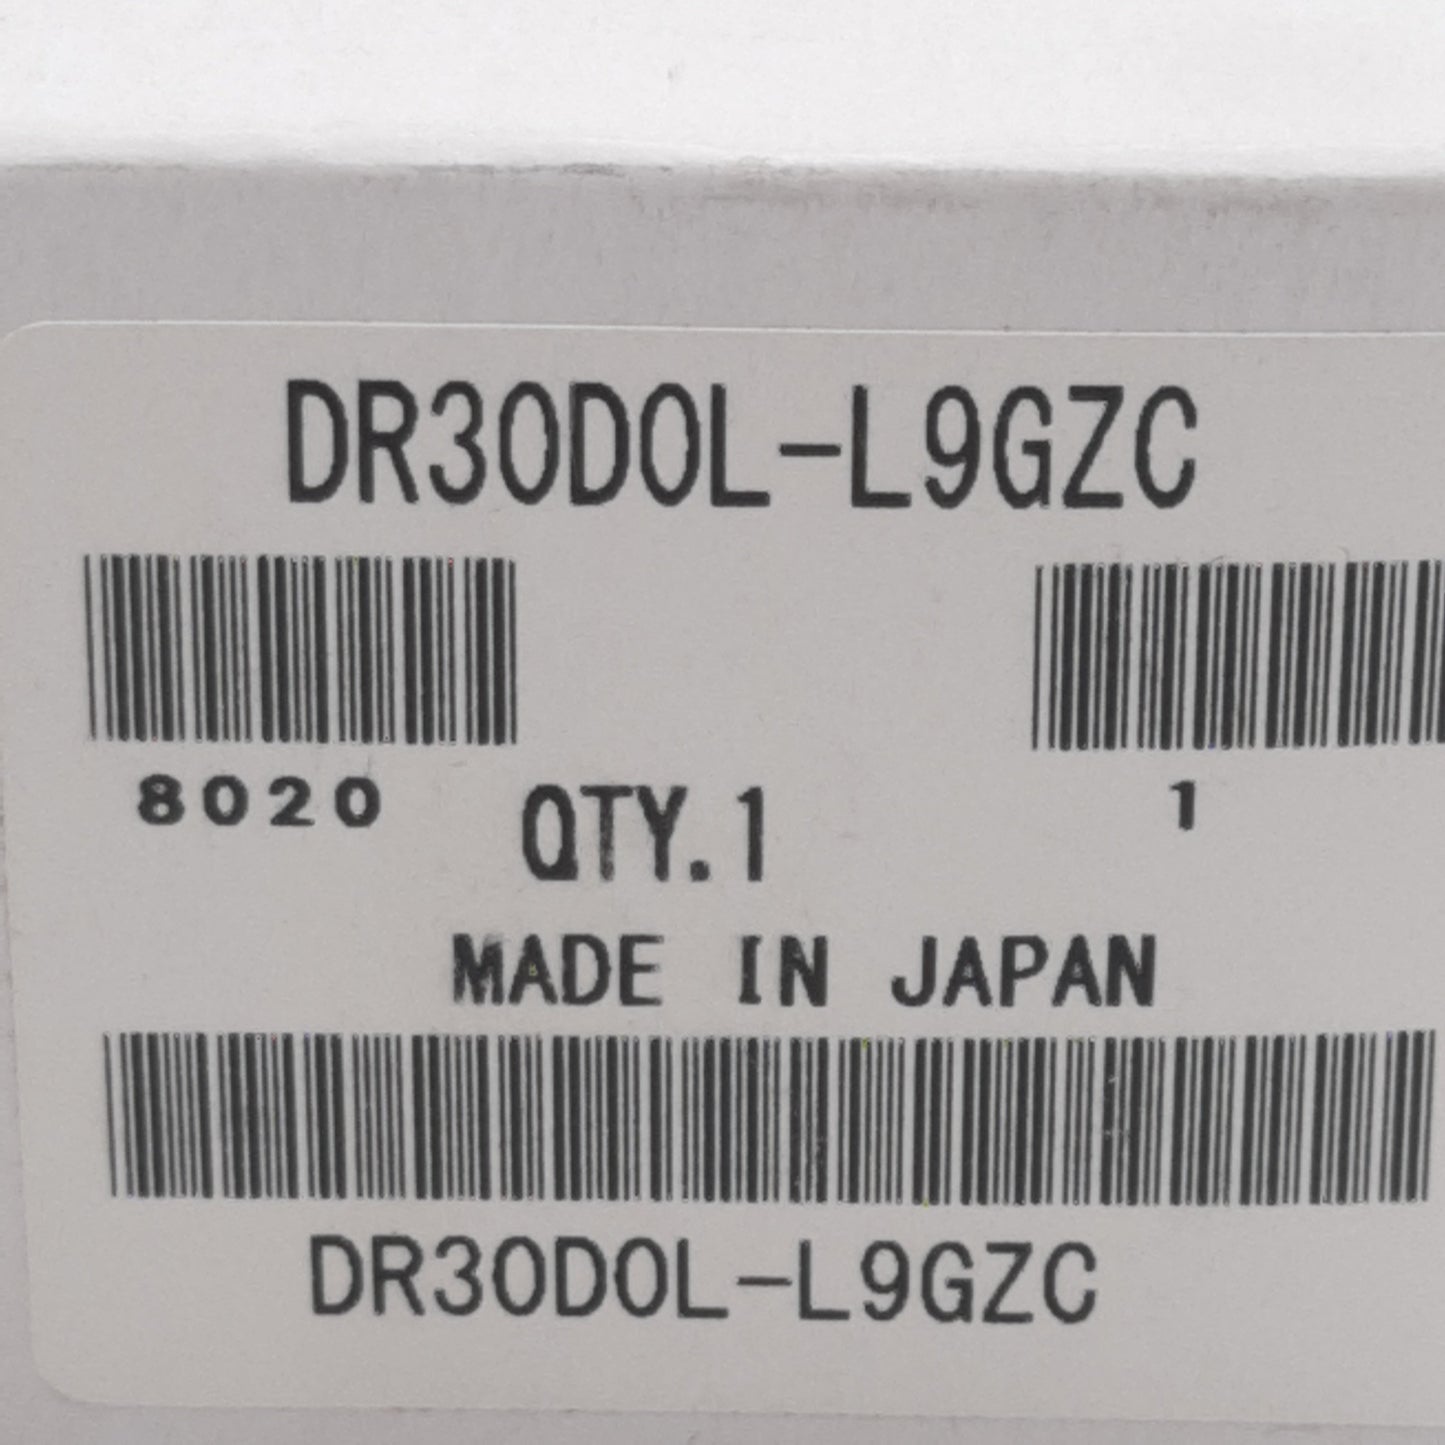 DR30D0L-L9GZC
8020 QTY.1 1
MADE IN JAPAN
DR30D0L-L9GZC